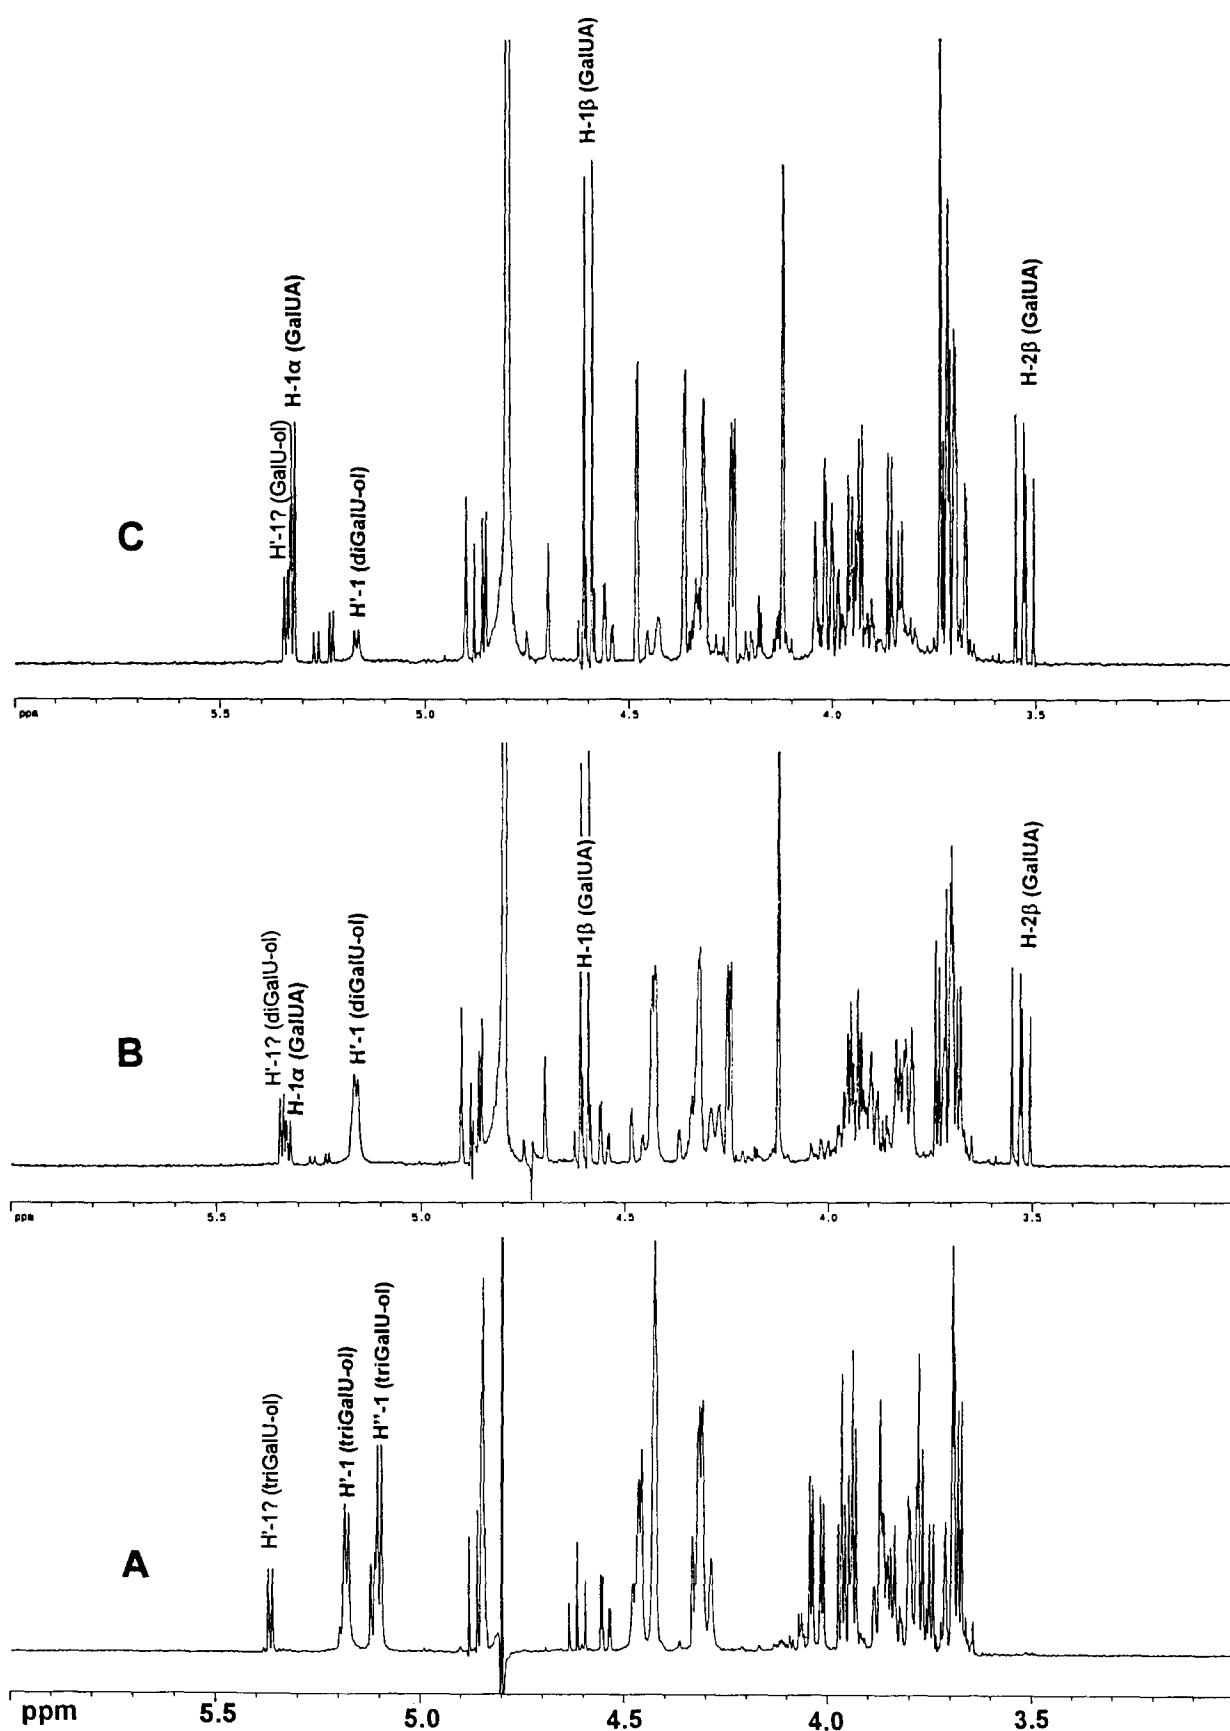 C
H'-1? (GalU-ol)
H-1α (GalUA)
H'-1 (diGalU-ol)
H-1β (GalUA)
H-2β (GalUA)
ppm 5.5 5.0 4.5 4.0 3.5
B
H'-1? (diGalU-ol)
H-1α (GalUA)
H'-1 (diGalU-ol)
H-1β (GalUA)
H-2β (GalUA)
ppm 5.5 5.0 4.5 4.0 3.5
A
H'-1? (triGalU-ol)
H'-1 (triGalU-ol)
H''-1 (triGalU-ol)
ppm 5.5 5.0 4.5 4.0 3.5